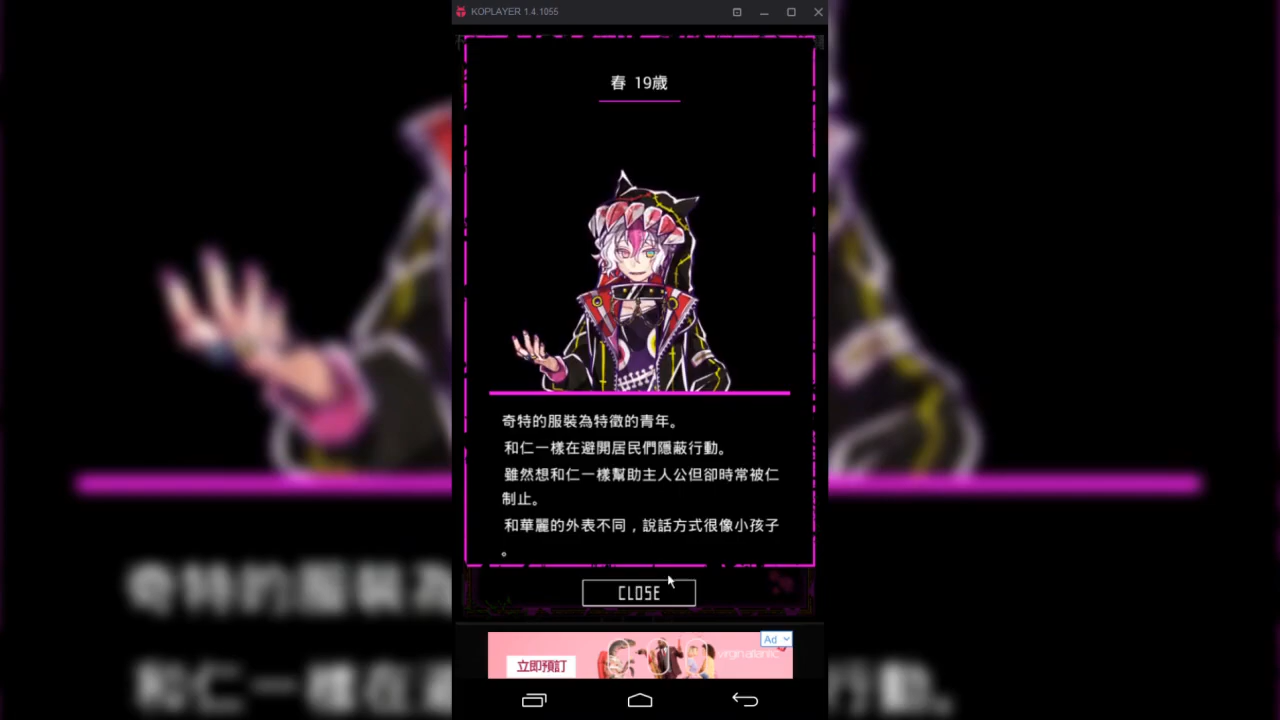 KOPLAYER 1.4.1055
春 19歳
奇特的服裝為特徵的青年。
和仁一樣在避開居民們隱蔽行動。
雖然想和仁一樣幫助主人公但卻時常被仁
制止。
和華麗的外表不同，說話方式很像小孩子
。
CLOSE
Ad
virgin atlantic
立即預訂